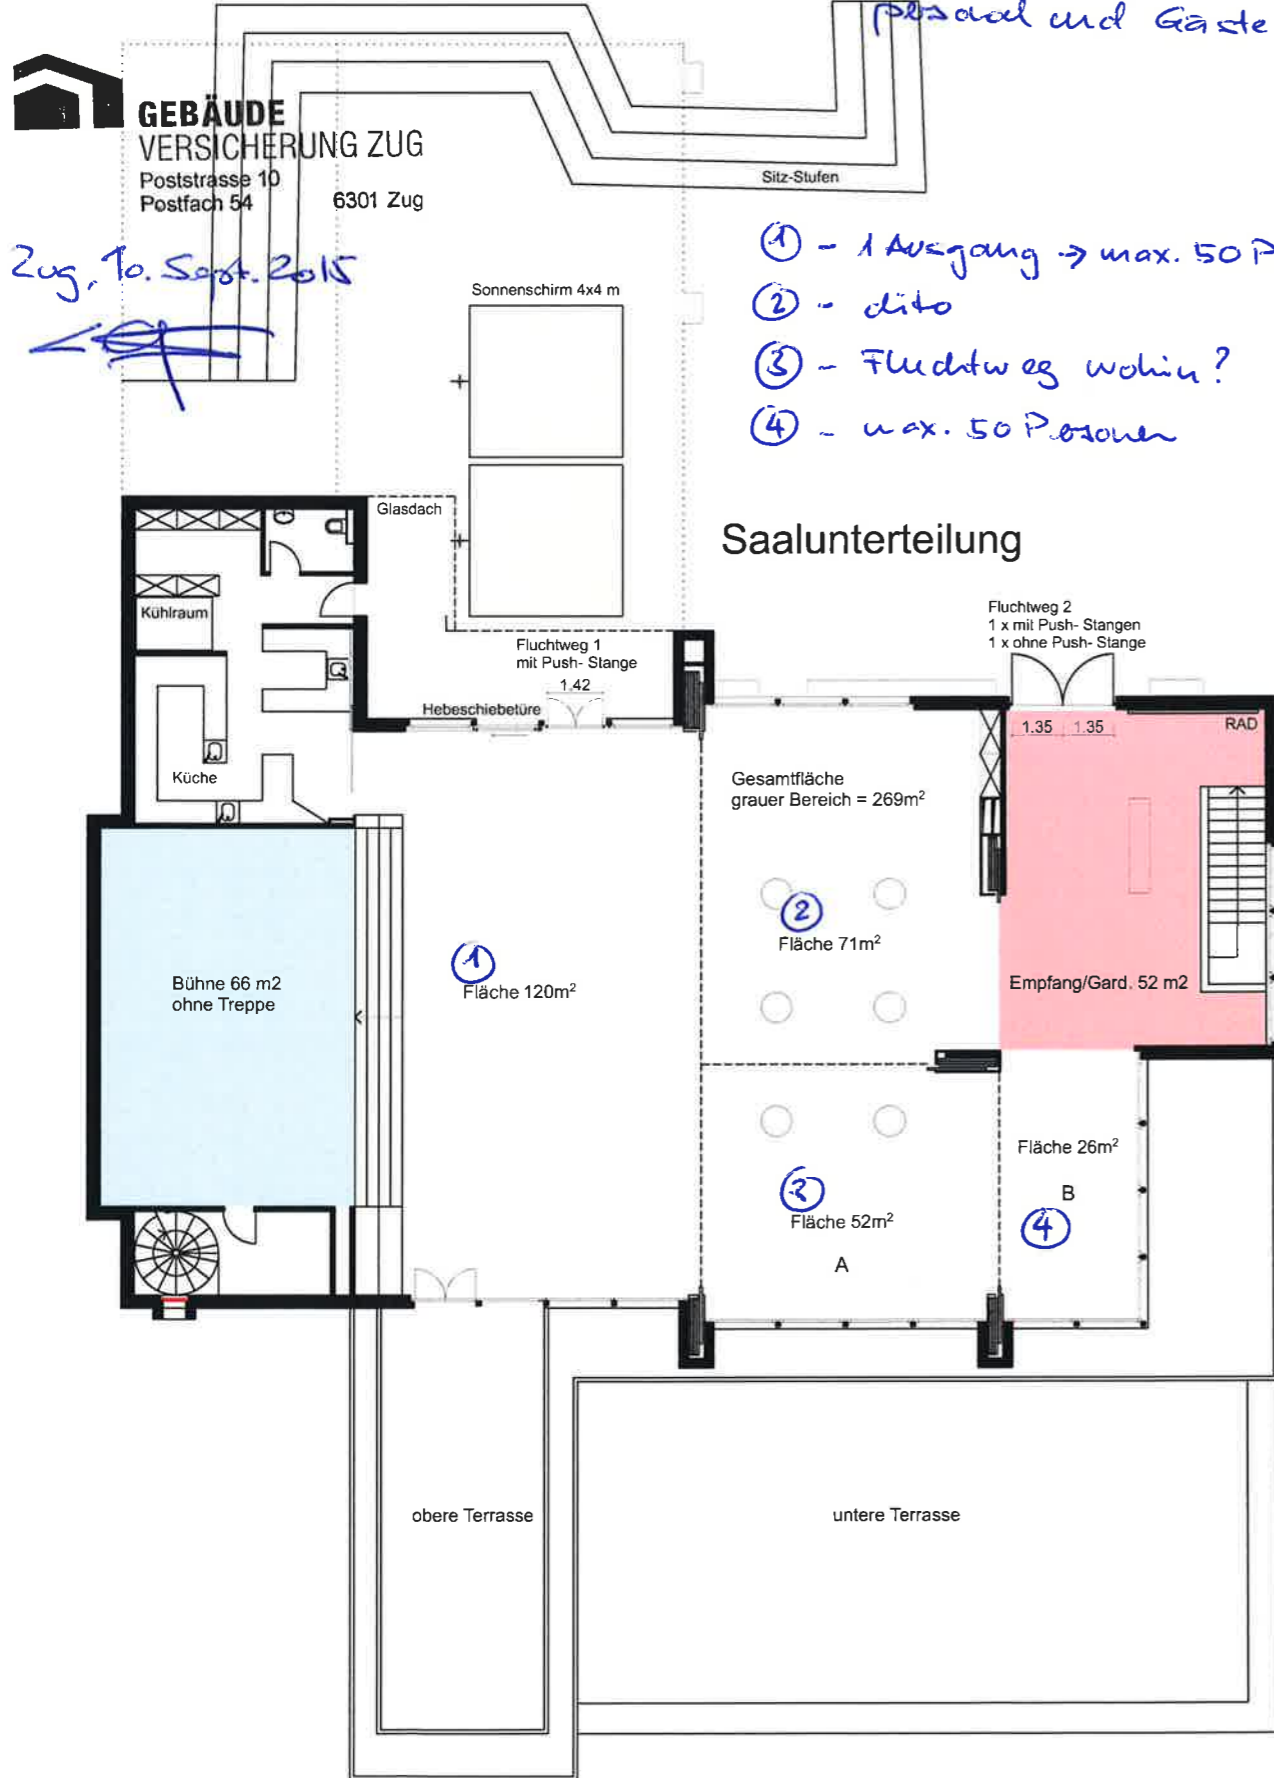 personal und Gäste
GEBÄUDE
VERSICHERUNG ZUG
Poststrasse 10
Postfach 54 6301 Zug
Zug, 10. Sept. 2015
Sitz-Stufen
① - 1 Ausgang → max. 50 P
② - dito
③ - Fluchtweg wohin?
④ - max. 50 Personen
Sonnenschirm 4x4 m
Glasdach
Saalunterteilung
Kühlraum
Fluchtweg 1
mit Push- Stange
1.42
Hebeschiebetüre
Fluchtweg 2
1 x mit Push- Stangen
1 x ohne Push- Stange
1.35 1.35
RAD
Küche
Gesamtfläche
grauer Bereich = 269m²
②
Fläche 71m²
①
Fläche 120m²
Bühne 66 m2
ohne Treppe
Empfang/Gard. 52 m2
③
Fläche 52m²
A
Fläche 26m²
B
④
obere Terrasse
untere Terrasse